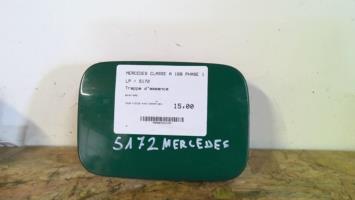 MERCEDES CLASSE A 168 PHASE 1
LP - 5172
Trappe d'essence
15,00
5172 MERCEDES